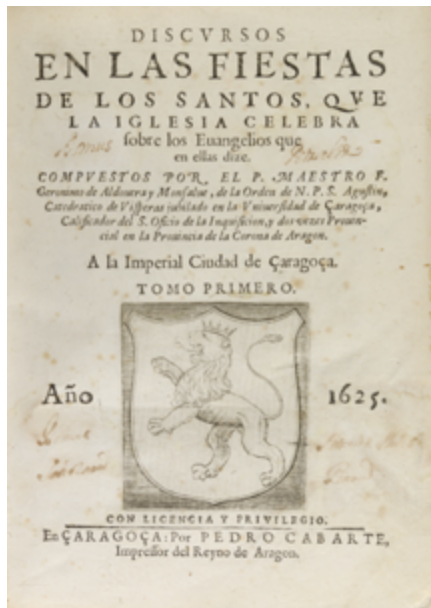 DISCVRSOS
EN LAS FIESTAS
DE LOS SANTOS, QVE
LA IGLESIA CELEBRA
sobre los Euangelios que
en ellas dize.
COMPVESTOS POR EL P. MAESTRO F.
Geronimo de Aldouera y Monsalue, de la Orden de N. P. S. Agustin,
Catedratico de Visperas jubilado en la Vniuersidad de Çaragoça,
Calificador del S. Oficio de la Inquisicion, y dos vezes Prouin-
cial en la Prouincia de la Corona de Aragon.
A la Imperial Ciudad de Çaragoça.
TOMO PRIMERO.
Año 1625.
CON LICENCIA Y PRIVILEGIO.
En ÇARAGOÇA: Por PEDRO CABARTE,
Impressor del Reyno de Aragon.